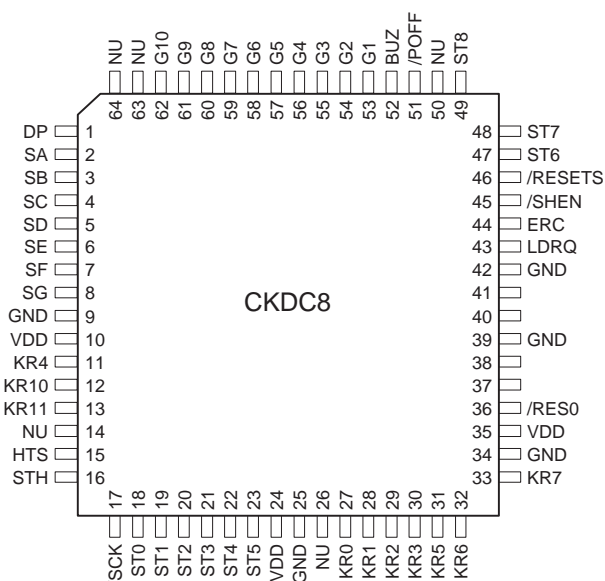 NU NU G10 G9 G8 G7 G6 G5 G4 G3 G2 G1 BUZ /POFF NU ST8
64 63 62 61 60 59 58 57 56 55 54 53 52 51 50 49
DP 1
SA 2
SB 3
SC 4
SD 5
SE 6
SF 7
SG 8
GND 9
VDD 10
KR4 11
KR10 12
KR11 13
NU 14
HTS 15
STH 16
CKDC8
48 ST7
47 ST6
46 /RESETS
45 /SHEN
44 ERC
43 LDRQ
42 GND
41
40
39 GND
38
37
36 /RES0
35 VDD
34 GND
33 KR7
17 18 19 20 21 22 23 24 25 26 27 28 29 30 31 32
SCK ST0 ST1 ST2 ST3 ST4 ST5 VDD GND NU KR0 KR1 KR2 KR3 KR5 KR6